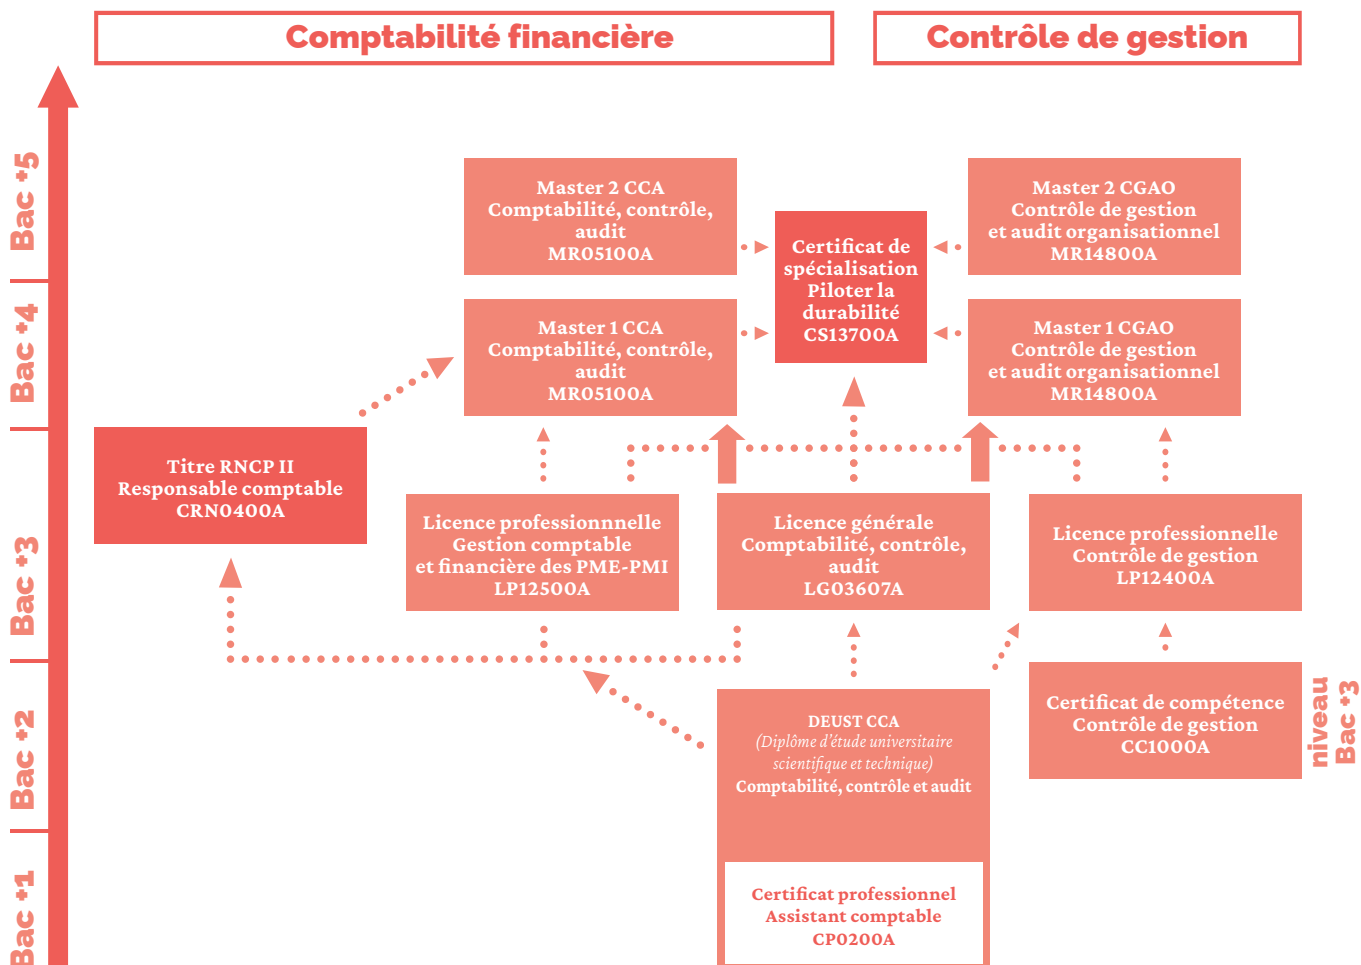 Comptabilité financière
Contrôle de gestion
Bac +5
Master 2 CCA
Comptabilité, contrôle,
audit
MR05100A
Certificat de
spécialisation
Piloter la
durabilité
CS13700A
Master 2 CGAO
Contrôle de gestion
et audit organisationnel
MR14800A
Bac +4
Master 1 CCA
Comptabilité, contrôle,
audit
MR05100A
Master 1 CGAO
Contrôle de gestion
et audit organisationnel
MR14800A
Bac +3
Titre RNCP II
Responsable comptable
CRN0400A
Licence professionnnelle
Gestion comptable
et financière des PME-PMI
LP12500A
Licence générale
Comptabilité, contrôle,
audit
LG03607A
Licence professionnelle
Contrôle de gestion
LP12400A
Bac +2
DEUST CCA
(Diplôme d'étude universitaire
scientifique et technique)
Comptabilité, contrôle et audit
Certificat de compétence
Contrôle de gestion
CC1000A
niveau
Bac +3
Bac +1
Certificat professionnel
Assistant comptable
CP0200A